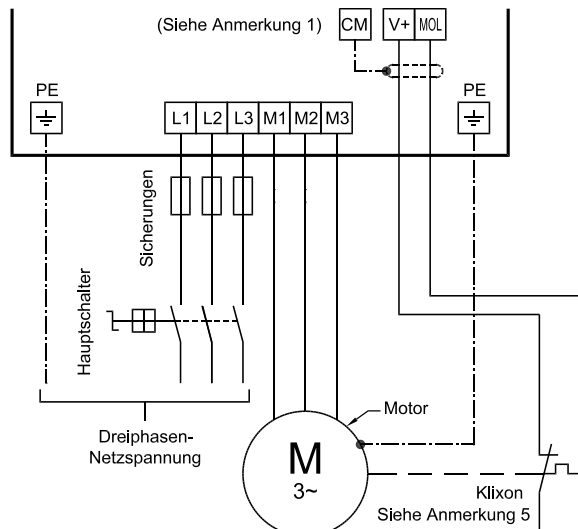 (Siehe Anmerkung 1)
CM
V+
MOL
PE
L1
L2
L3
M1
M2
M3
PE
Sicherungen
Hauptschalter
Dreiphasen-
Netzspannung
Motor
M
3~
Klixon
Siehe Anmerkung 5